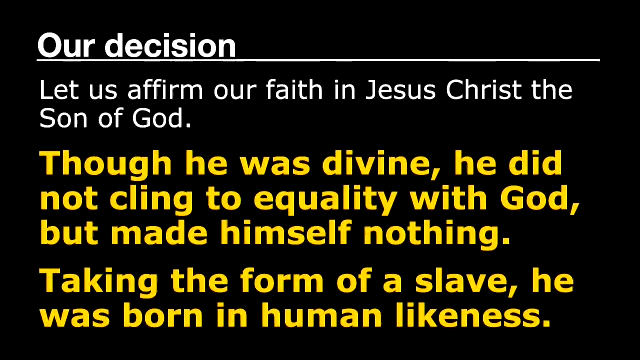 Our decision
Let us affirm our faith in Jesus Christ the
Son of God.
Though he was divine, he did
not cling to equality with God,
but made himself nothing.
Taking the form of a slave, he
was born in human likeness.